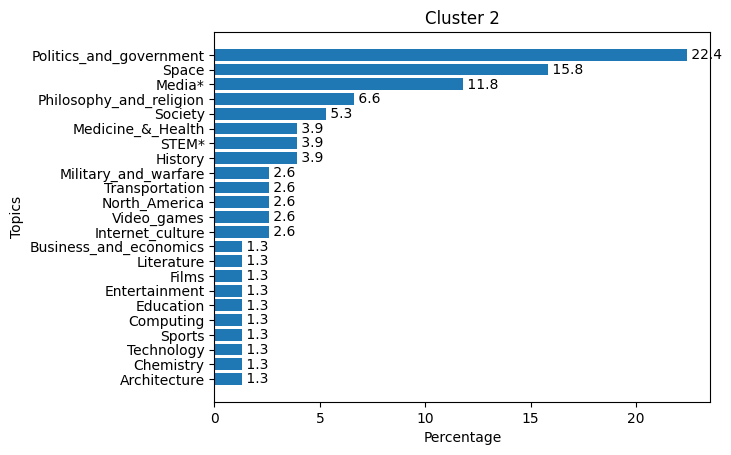 Cluster 2
Politics_and_government 22.4
Space 15.8
Media* 11.8
Philosophy_and_religion 6.6
Society 5.3
Medicine_&_Health 3.9
STEM* 3.9
History 3.9
Military_and_warfare 2.6
Transportation 2.6
North_America 2.6
Video_games 2.6
Internet_culture 2.6
Business_and_economics 1.3
Literature 1.3
Films 1.3
Entertainment 1.3
Education 1.3
Computing 1.3
Sports 1.3
Technology 1.3
Chemistry 1.3
Architecture 1.3
Topics
0 5 10 15 20
Percentage